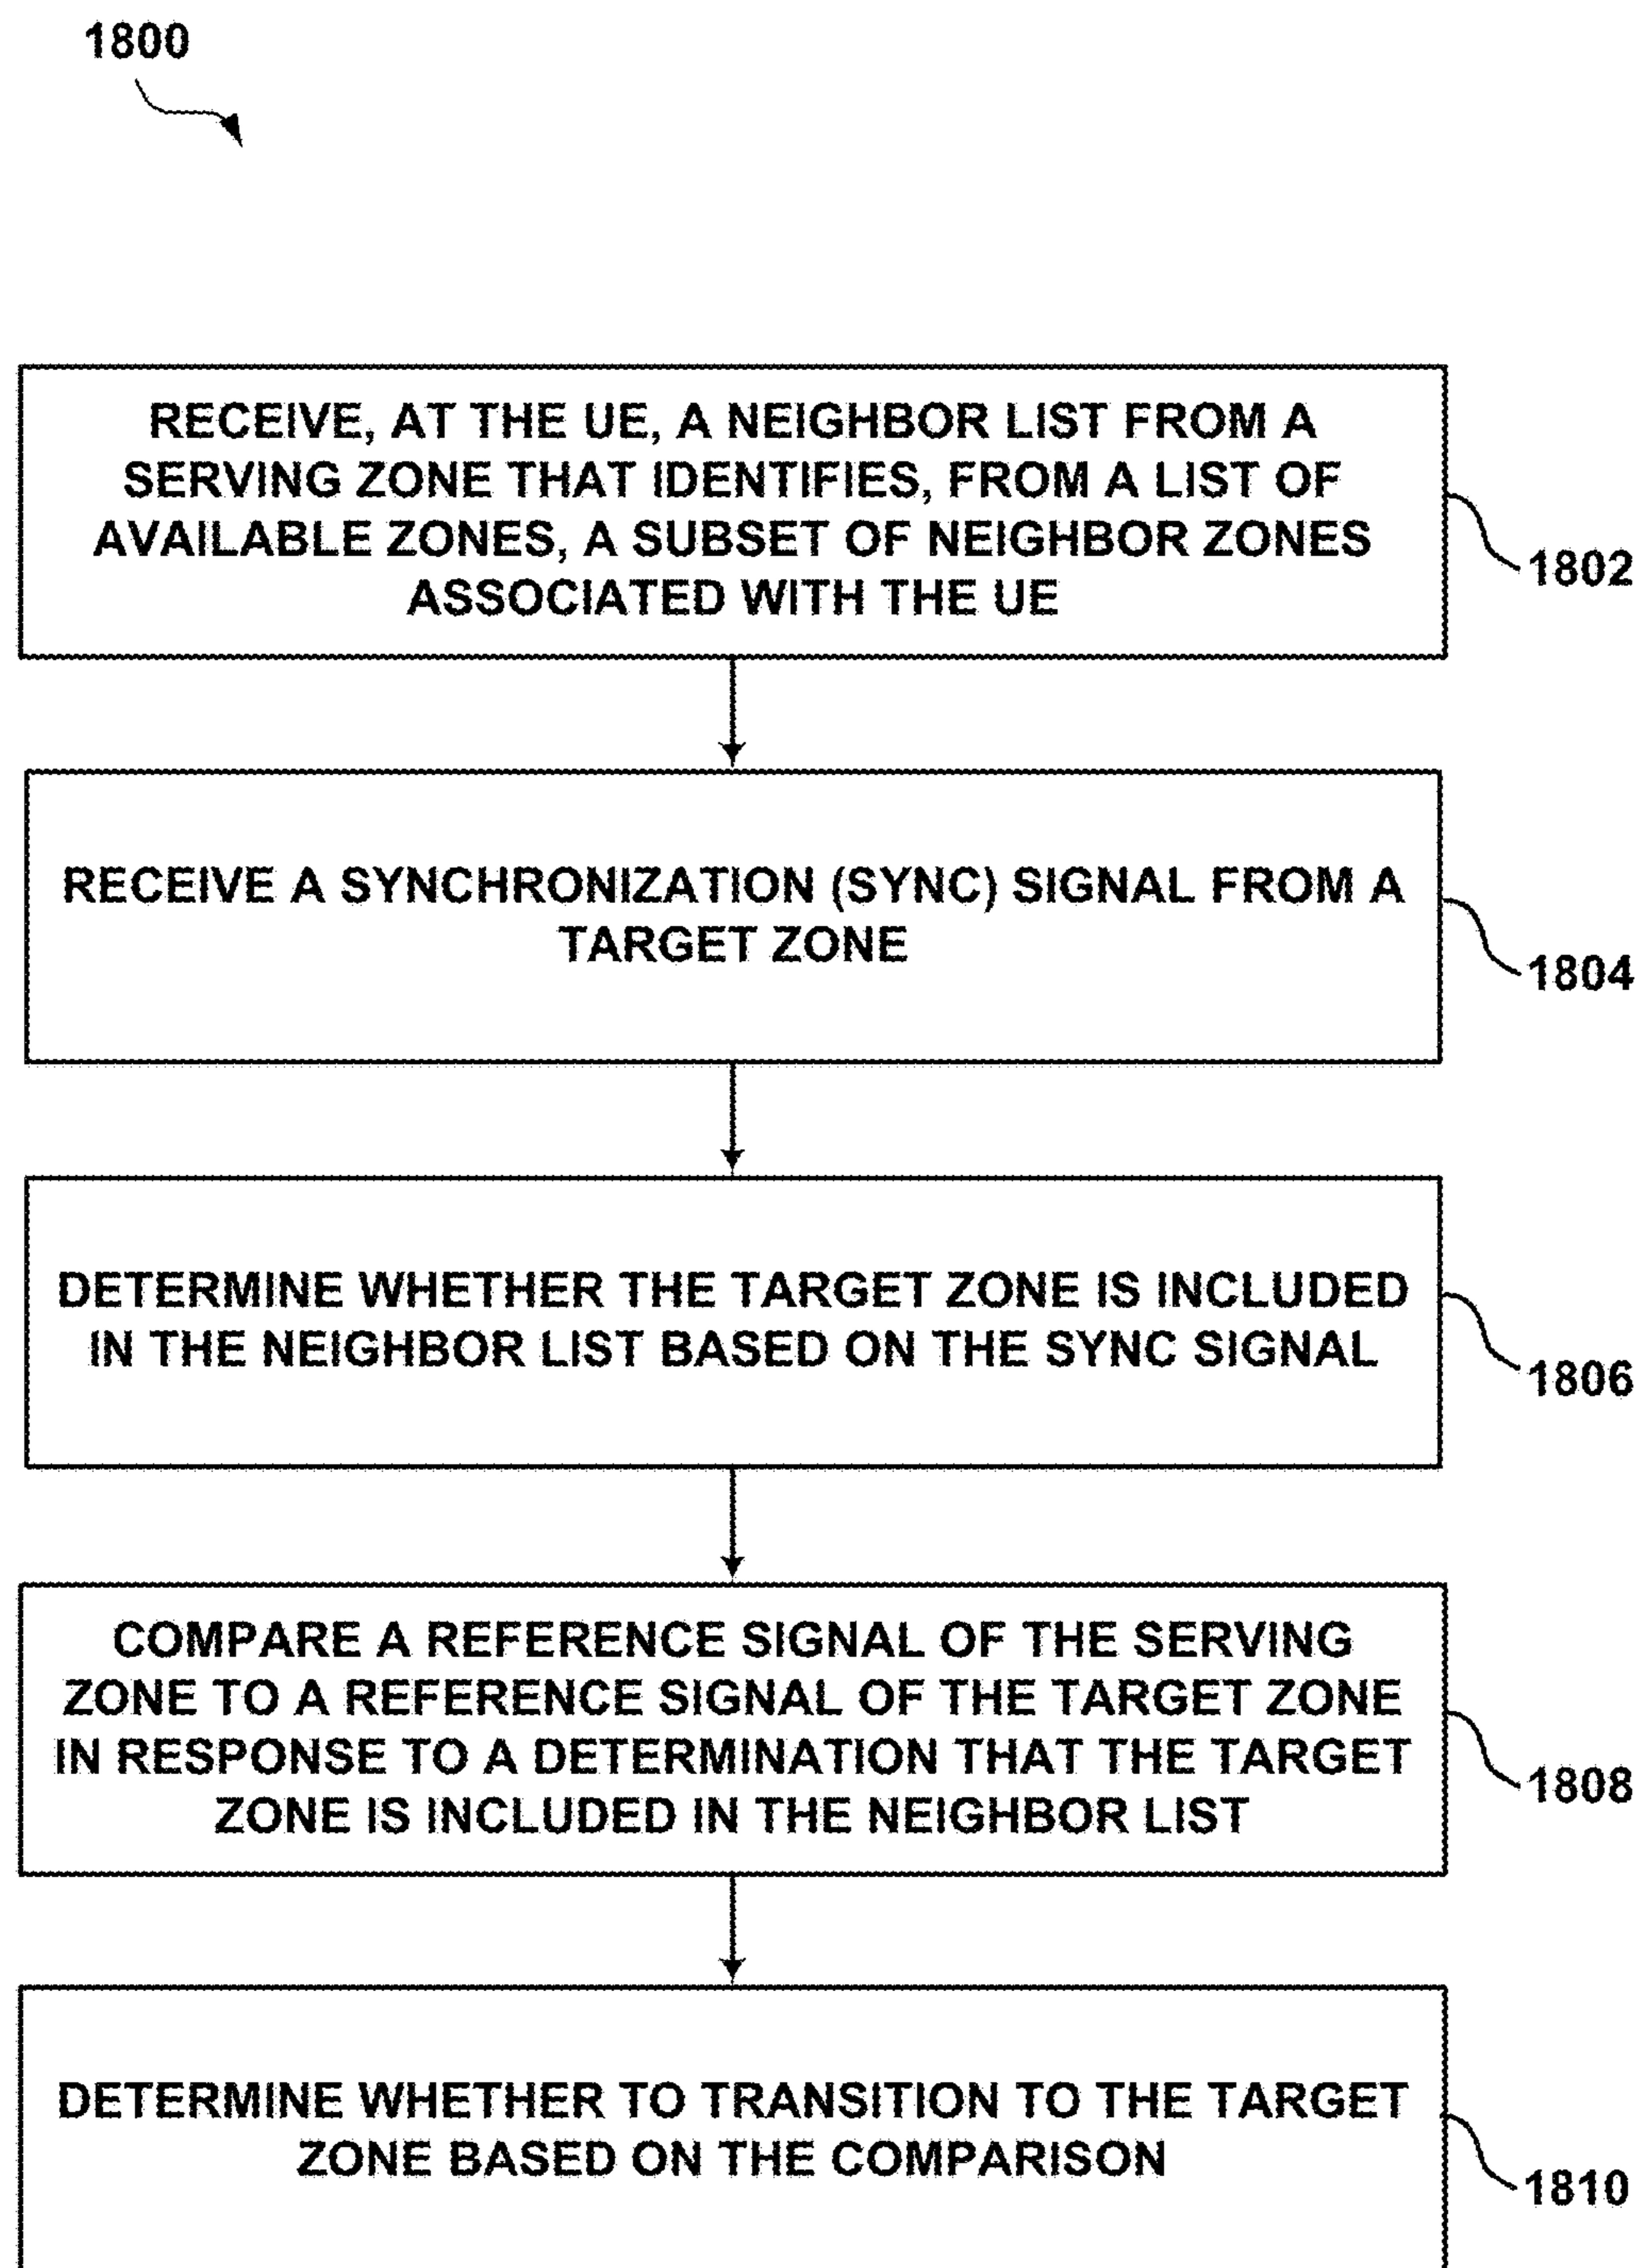 1800
RECEIVE, AT THE UE, A NEIGHBOR LIST FROM A
SERVING ZONE THAT IDENTIFIES, FROM A LIST OF
AVAILABLE ZONES, A SUBSET OF NEIGHBOR ZONES
ASSOCIATED WITH THE UE
1802
RECEIVE A SYNCHRONIZATION (SYNC) SIGNAL FROM A
TARGET ZONE
1804
DETERMINE WHETHER THE TARGET ZONE IS INCLUDED
IN THE NEIGHBOR LIST BASED ON THE SYNC SIGNAL
1806
COMPARE A REFERENCE SIGNAL OF THE SERVING
ZONE TO A REFERENCE SIGNAL OF THE TARGET ZONE
IN RESPONSE TO A DETERMINATION THAT THE TARGET
ZONE IS INCLUDED IN THE NEIGHBOR LIST
1808
DETERMINE WHETHER TO TRANSITION TO THE TARGET
ZONE BASED ON THE COMPARISON
1810